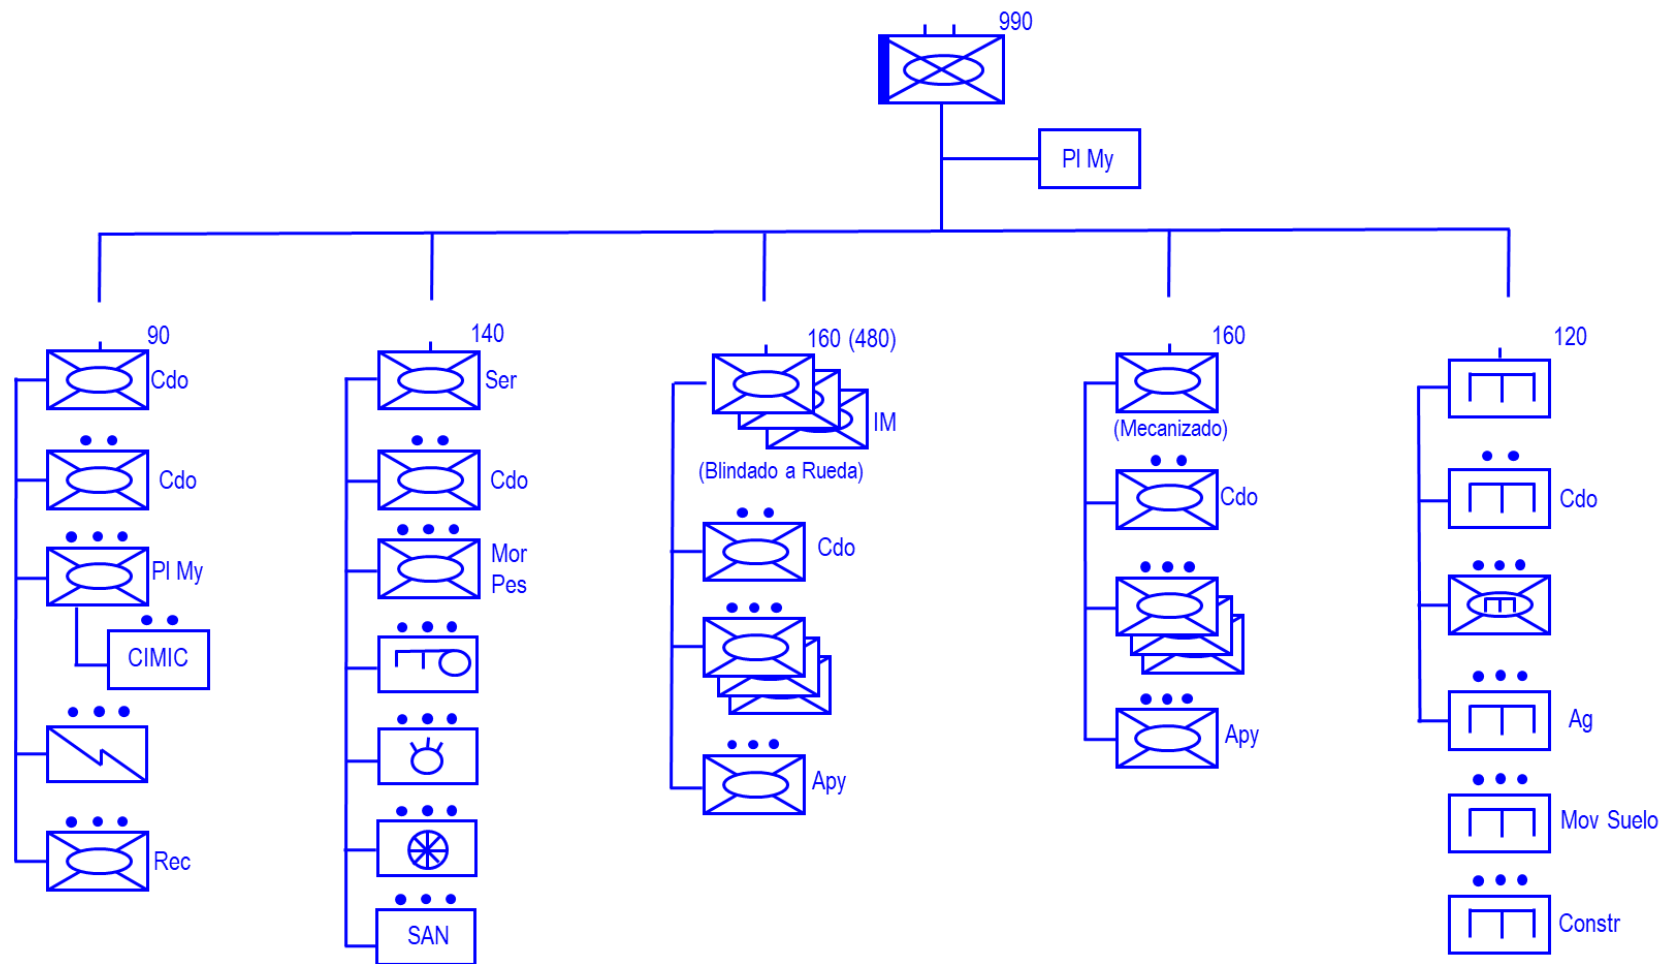 990
Pl My
90
Cdo
Cdo
Pl My
CIMIC
Rec
140
Ser
Cdo
Mor
Pes
SAN
160 (480)
IM
(Blindado a Rueda)
Cdo
Apy
160
(Mecanizado)
Cdo
Apy
120
Cdo
Ag
Mov Suelo
Constr